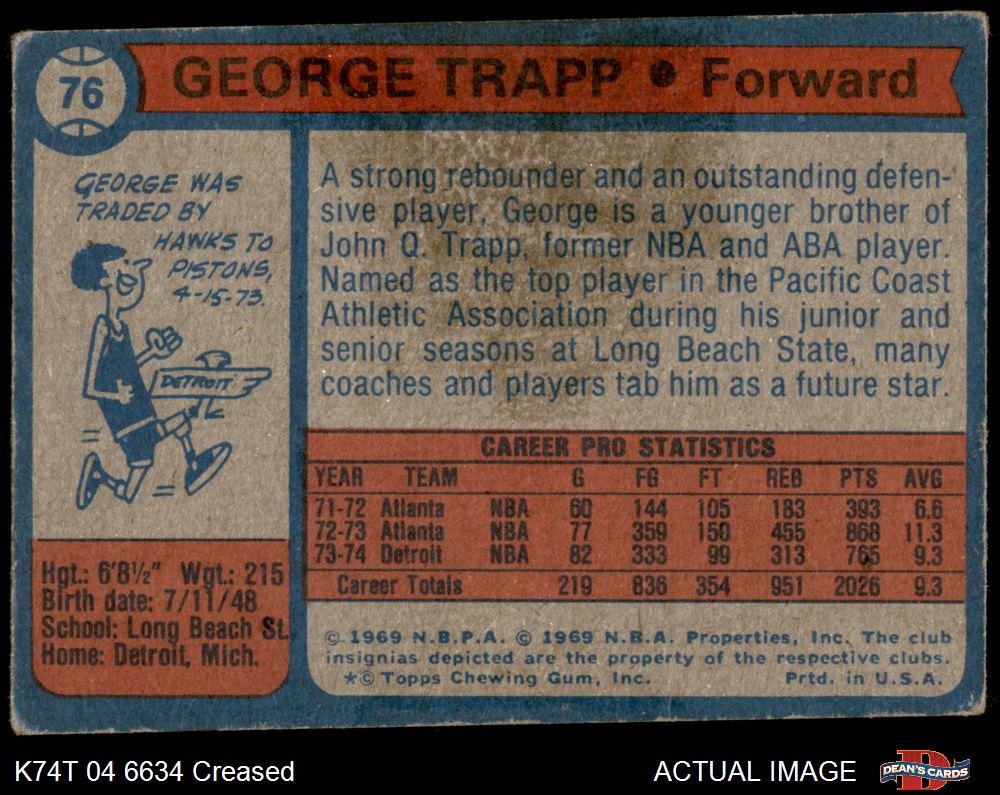 76
GEORGE TRAPP • Forward
GEORGE WAS
TRADED BY
HAWKS TO
PISTONS,
4-15-73.
DETROIT
A strong rebounder and an outstanding defen-
sive player, George is a younger brother of
John Q. Trapp, former NBA and ABA player.
Named as the top player in the Pacific Coast
Athletic Association during his junior and
senior seasons at Long Beach State, many
coaches and players tab him as a future star.
CAREER PRO STATISTICS
YEAR TEAM G FG FT REB PTS AVG
71-72 Atlanta NBA 60 144 105 183 393 6.6
72-73 Atlanta NBA 77 359 150 455 868 11.3
73-74 Detroit NBA 82 333 99 313 765 9.3
Career Totals 219 836 354 951 2026 9.3
Hgt.: 6'8½" Wgt.: 215
Birth date: 7/11/48
School: Long Beach St.
Home: Detroit, Mich.
© 1969 N.B.P.A. © 1969 N.B.A. Properties, Inc. The club
insignias depicted are the property of the respective clubs.
*© Topps Chewing Gum, Inc. Prtd. in U.S.A.
K74T 04 6634 Creased
ACTUAL IMAGE
DEAN'S CARDS